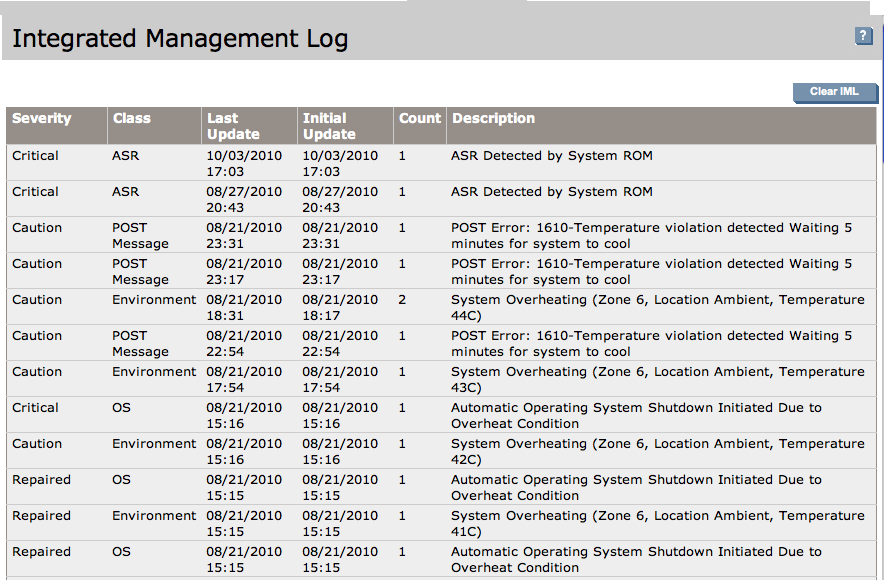 Integrated Management Log
?
Clear IML
Severity Class Last Update Initial Update Count Description
Critical ASR 10/03/2010 17:03 10/03/2010 17:03 1 ASR Detected by System ROM
Critical ASR 08/27/2010 20:43 08/27/2010 20:43 1 ASR Detected by System ROM
Caution POST Message 08/21/2010 23:31 08/21/2010 23:31 1 POST Error: 1610-Temperature violation detected Waiting 5 minutes for system to cool
Caution POST Message 08/21/2010 23:17 08/21/2010 23:17 1 POST Error: 1610-Temperature violation detected Waiting 5 minutes for system to cool
Caution Environment 08/21/2010 18:31 08/21/2010 18:17 2 System Overheating (Zone 6, Location Ambient, Temperature 44C)
Caution POST Message 08/21/2010 22:54 08/21/2010 22:54 1 POST Error: 1610-Temperature violation detected Waiting 5 minutes for system to cool
Caution Environment 08/21/2010 17:54 08/21/2010 17:54 1 System Overheating (Zone 6, Location Ambient, Temperature 43C)
Critical OS 08/21/2010 15:16 08/21/2010 15:16 1 Automatic Operating System Shutdown Initiated Due to Overheat Condition
Caution Environment 08/21/2010 15:16 08/21/2010 15:16 1 System Overheating (Zone 6, Location Ambient, Temperature 42C)
Repaired OS 08/21/2010 15:15 08/21/2010 15:15 1 Automatic Operating System Shutdown Initiated Due to Overheat Condition
Repaired Environment 08/21/2010 15:15 08/21/2010 15:15 1 System Overheating (Zone 6, Location Ambient, Temperature 41C)
Repaired OS 08/21/2010 15:15 08/21/2010 15:15 1 Automatic Operating System Shutdown Initiated Due to Overheat Condition